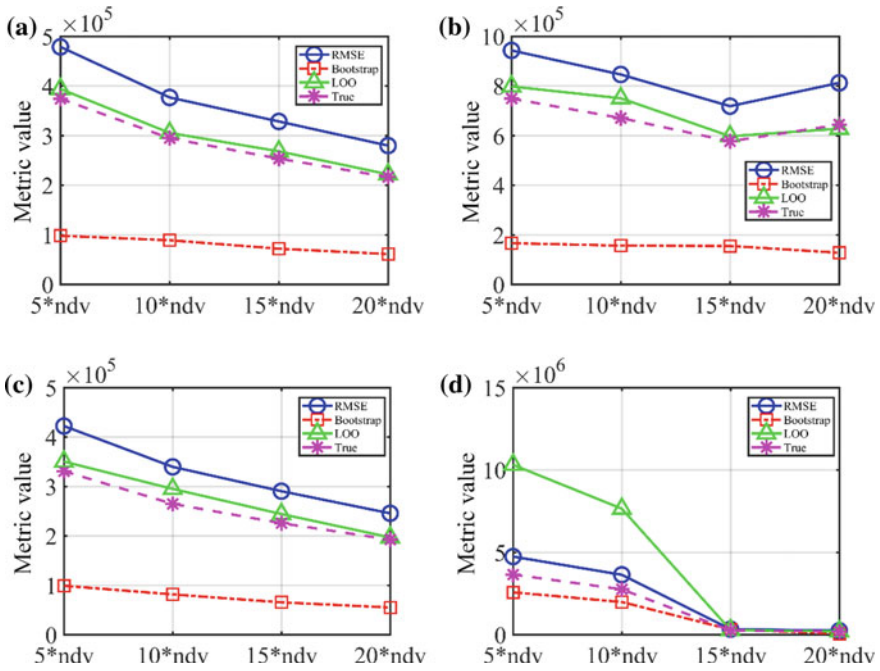 (a)
×10^5
5
4
3
2
1
0
Metric value
RMSE
Bootstrap
LOO
True
5*ndv 10*ndv 15*ndv 20*ndv
(b)
×10^5
10
8
6
4
2
0
Metric value
RMSE
Bootstrap
LOO
True
5*ndv 10*ndv 15*ndv 20*ndv
(c)
×10^5
5
4
3
2
1
0
Metric value
RMSE
Bootstrap
LOO
True
5*ndv 10*ndv 15*ndv 20*ndv
(d)
×10^6
15
10
5
0
Metric value
RMSE
Bootstrap
LOO
True
5*ndv 10*ndv 15*ndv 20*ndv